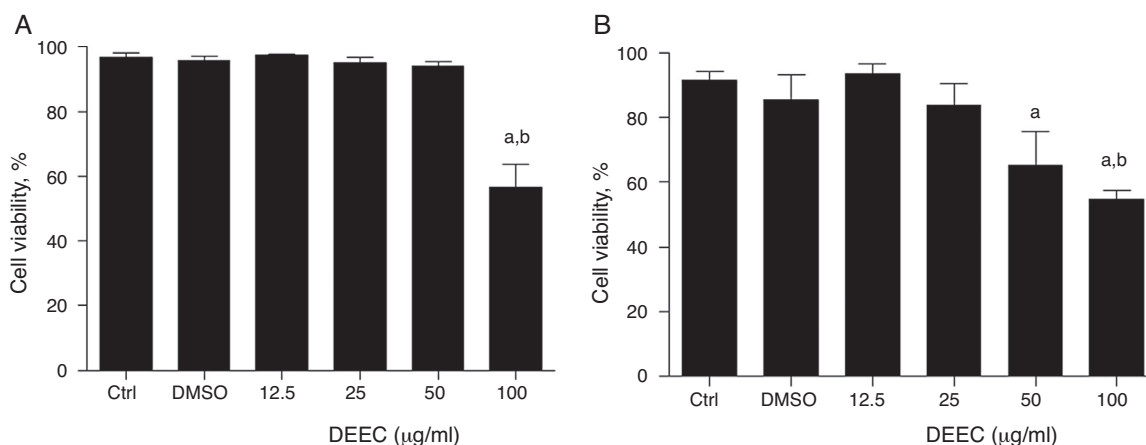 A
100
80
60
40
20
0
Cell viability, %
a,b
Ctrl DMSO 12.5 25 50 100
DEEC (μg/ml)
B
100
80
60
40
20
0
Cell viability, %
a
a,b
Ctrl DMSO 12.5 25 50 100
DEEC (μg/ml)